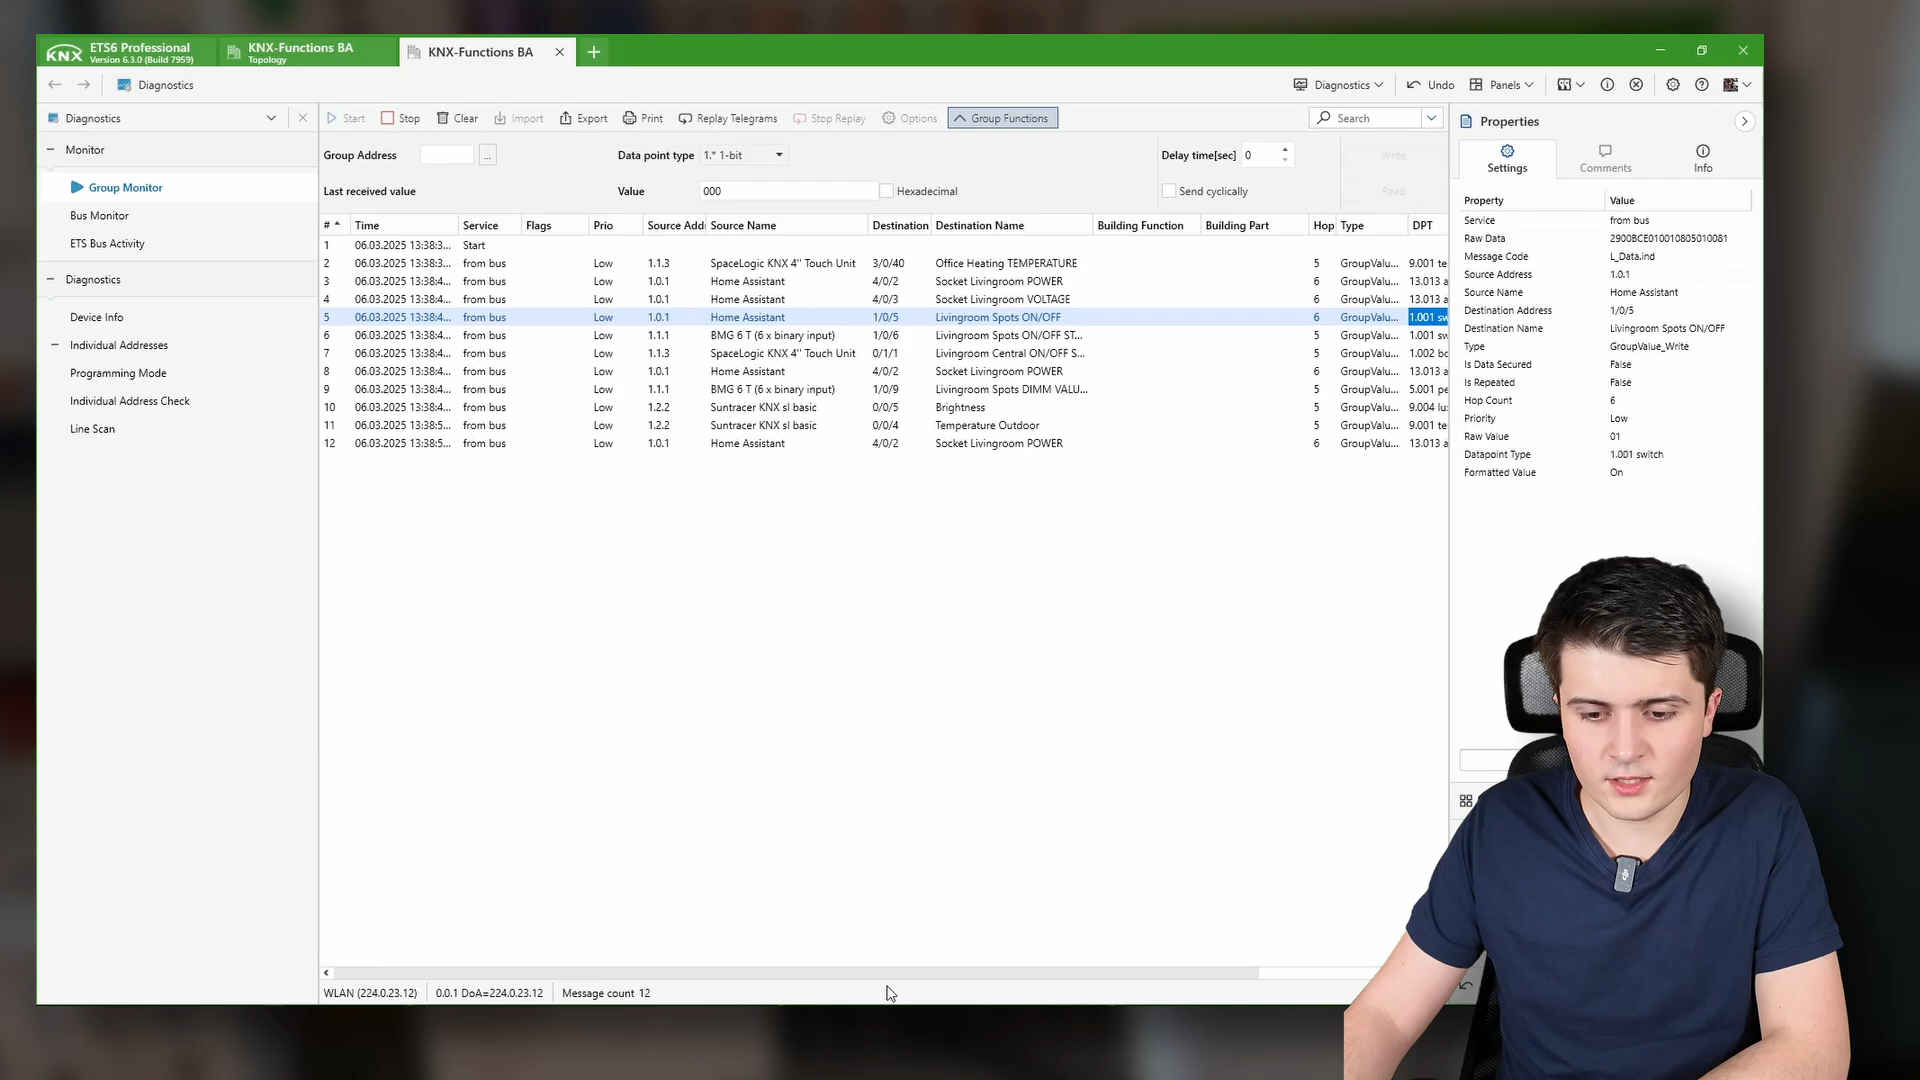 KNX ETS6 Professional
Version 6.3.0 (Build 7959)
KNX-Functions BA
Topology
KNX-Functions BA
Diagnostics
Diagnostics
Undo
Panels
Diagnostics
Start
Stop
Clear
Import
Export
Print
Replay Telegrams
Stop Replay
Options
Group Functions
Search
Monitor
Group Monitor
Bus Monitor
ETS Bus Activity
Diagnostics
Device Info
Individual Addresses
Programming Mode
Individual Address Check
Line Scan
Group Address
...
Data point type 1.* 1-bit
Delay time[sec] 0
Write
Last received value
Value 000
Hexadecimal
Send cyclically
Read
# Time Service Flags Prio Source Add Source Name Destination Destination Name Building Function Building Part Hop Type DPT
1 06.03.2025 13:38:3... Start
2 06.03.2025 13:38:3... from bus Low 1.1.3 SpaceLogic KNX 4" Touch Unit 3/0/40 Office Heating TEMPERATURE 5 GroupValu... 9.001 te
3 06.03.2025 13:38:4... from bus Low 1.0.1 Home Assistant 4/0/2 Socket Livingroom POWER 6 GroupValu... 13.013 a
4 06.03.2025 13:38:4... from bus Low 1.0.1 Home Assistant 4/0/3 Socket Livingroom VOLTAGE 6 GroupValu... 13.013 a
5 06.03.2025 13:38:4... from bus Low 1.0.1 Home Assistant 1/0/5 Livingroom Spots ON/OFF 6 GroupValu... 1.001 sw
6 06.03.2025 13:38:4... from bus Low 1.1.1 BMG 6 T (6 x binary input) 1/0/6 Livingroom Spots ON/OFF ST... 5 GroupValu... 1.001 sw
7 06.03.2025 13:38:4... from bus Low 1.1.3 SpaceLogic KNX 4" Touch Unit 0/1/1 Livingroom Central ON/OFF S... 5 GroupValu... 1.002 bo
8 06.03.2025 13:38:4... from bus Low 1.0.1 Home Assistant 4/0/2 Socket Livingroom POWER 6 GroupValu... 13.013 a
9 06.03.2025 13:38:4... from bus Low 1.1.1 BMG 6 T (6 x binary input) 1/0/9 Livingroom Spots DIMM VALU... 5 GroupValu... 5.001 pe
10 06.03.2025 13:38:4... from bus Low 1.2.2 Suntracer KNX sl basic 0/0/5 Brightness 5 GroupValu... 9.004 lu
11 06.03.2025 13:38:5... from bus Low 1.2.2 Suntracer KNX sl basic 0/0/4 Temperature Outdoor 5 GroupValu... 9.001 te
12 06.03.2025 13:38:5... from bus Low 1.0.1 Home Assistant 4/0/2 Socket Livingroom POWER 6 GroupValu... 13.013 a
Properties
Settings
Comments
Info
Property Value
Service from bus
Raw Data 2900BCE010010805010081
Message Code L_Data.ind
Source Address 1.0.1
Source Name Home Assistant
Destination Address 1/0/5
Destination Name Livingroom Spots ON/OFF
Type GroupValue_Write
Is Data Secured False
Is Repeated False
Hop Count 6
Priority Low
Raw Value 01
Datapoint Type 1.001 switch
Formatted Value On
WLAN (224.0.23.12)
0.0.1 DoA=224.0.23.12
Message count 12